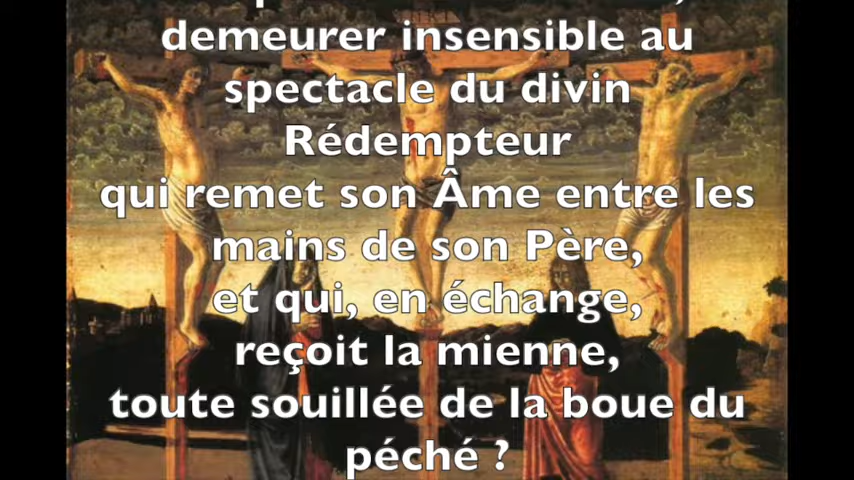 demeurer insensible au
spectacle du divin
Rédempteur
qui remet son Âme entre les
mains de son Père,
et qui, en échange,
reçoit la mienne,
toute souillée de la boue du
péché ?